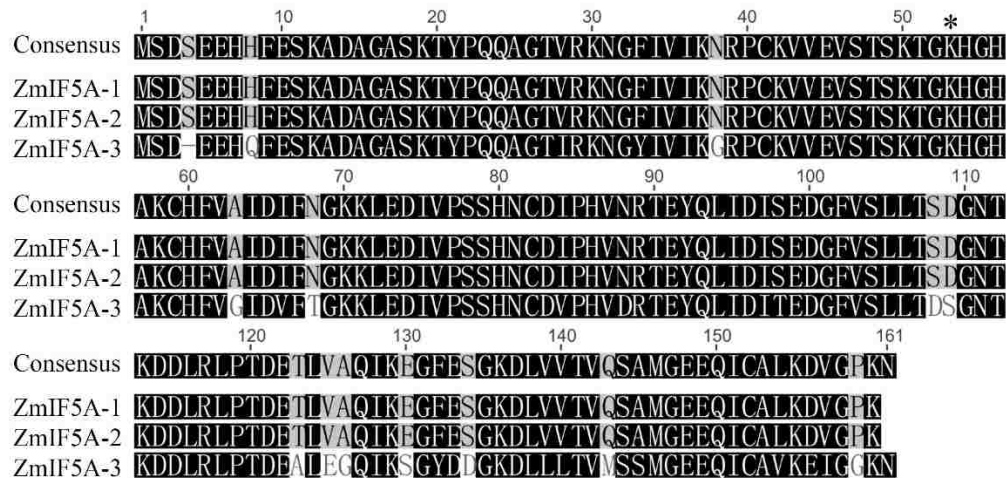 1 10 20 30 40 50 *
Consensus MSDSEEHHFESKADAGASKTYPQQAGTVRKNGFIVIKNRPCKVVEVSTSKTGKHGH
ZmIF5A-1 MSDSEEHHFESKADAGASKTYPQQAGTVRKNGFIVIKNRPCKVVEVSTSKTGKHGH
ZmIF5A-2 MSDSEEHHFESKADAGASKTYPQQAGTVRKNGFIVIKNRPCKVVEVSTSKTGKHGH
ZmIF5A-3 MSD-EEHQFESKADAGASKTYPQQAGTIRKNGYIVIKGRPCKVVEVSTSKTGKHGH
60 70 80 90 100 110
Consensus AKCHFVAIDIFNGKKLEDIVPSSHNCDIPHVNRTEYQLIDISEDGFVSLLTSDGNT
ZmIF5A-1 AKCHFVAIDIFNGKKLEDIVPSSHNCDIPHVNRTEYQLIDISEDGFVSLLTSDGNT
ZmIF5A-2 AKCHFVAIDIFNGKKLEDIVPSSHNCDIPHVNRTEYQLIDISEDGFVSLLTSDGNT
ZmIF5A-3 AKCHFVGIDVFTGKKLEDIVPSSHNCDVPHVDRTEYQLIDITEDGFVSLLTDSGNT
120 130 140 150 161
Consensus KDDLRLPTDETLVAQIKEGFESGKDLVVTVQSAMGEEQICALKDVGPKN
ZmIF5A-1 KDDLRLPTDETLVAQIKEGFESGKDLVVTVQSAMGEEQICALKDVGPK
ZmIF5A-2 KDDLRLPTDETLVAQIKEGFESGKDLVVTVQSAMGEEQICALKDVGPK
ZmIF5A-3 KDDLRLPTDEALEGQIKSGYDDGKDLLLTVMSSMGEEQICAVKEIGGKN